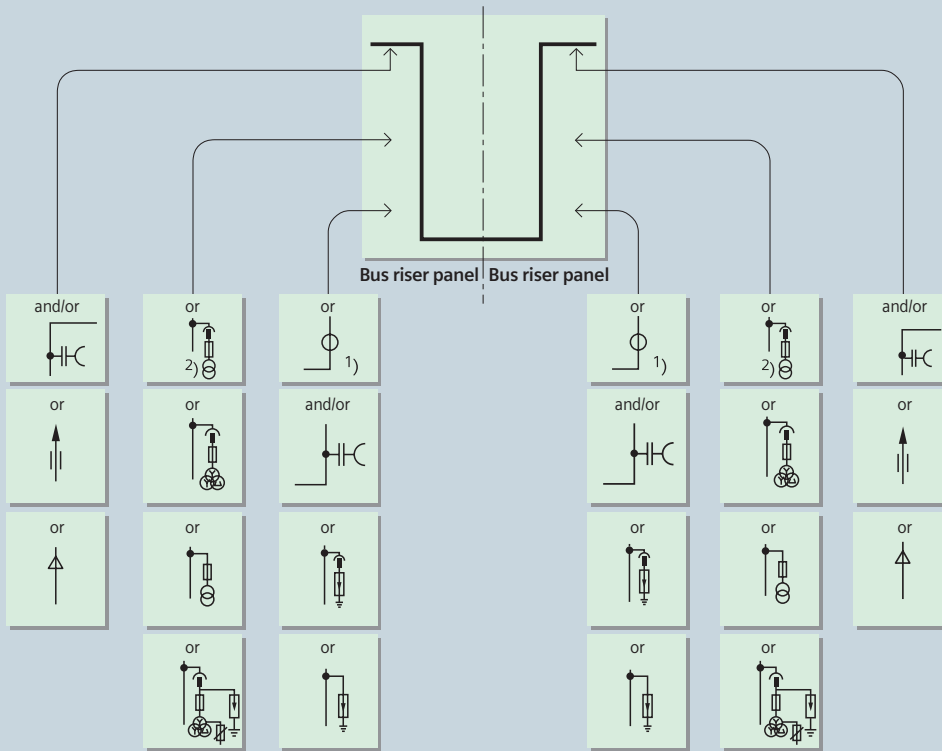 Bus riser panel Bus riser panel
and/or or or or or and/or
2) 1) 1) 2)
or or and/or and/or or or
or or or or or or
or or or or